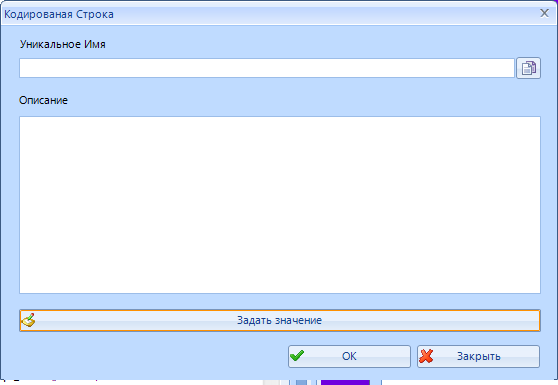 Кодированая Строка
Уникальное Имя
Описание
Задать значение
OK
Закрыть